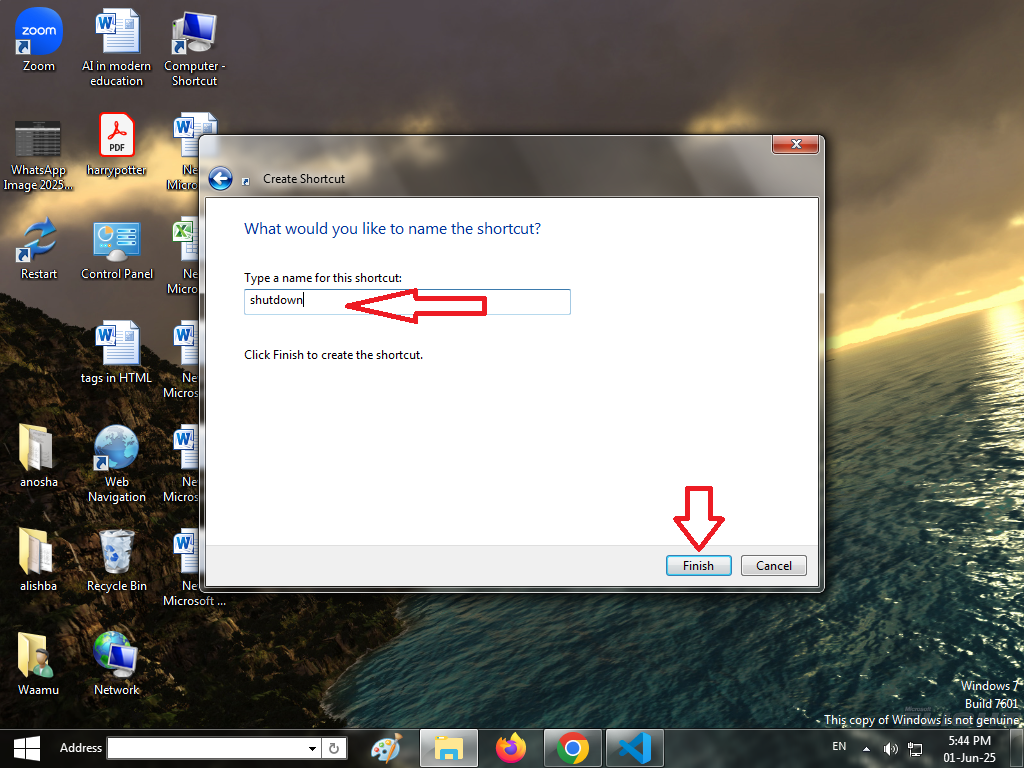 zoom
Zoom
AI in modern
education
Computer -
Shortcut
WhatsApp
Image 2025...
PDF
harrypotter
Ne
Micros
Create Shortcut
What would you like to name the shortcut?
Type a name for this shortcut:
shutdown
Click Finish to create the shortcut.
Finish
Cancel
Restart
Control Panel
Ne
Micros
tags in HTML
Ne
Micros
anosha
Web
Navigation
Ne
Micros
alishba
Recycle Bin
Ne
Microsoft ...
Waamu
Network
Windows 7
Build 7601
This copy of Windows is not genuine
Address
EN
5:44 PM
01-Jun-25